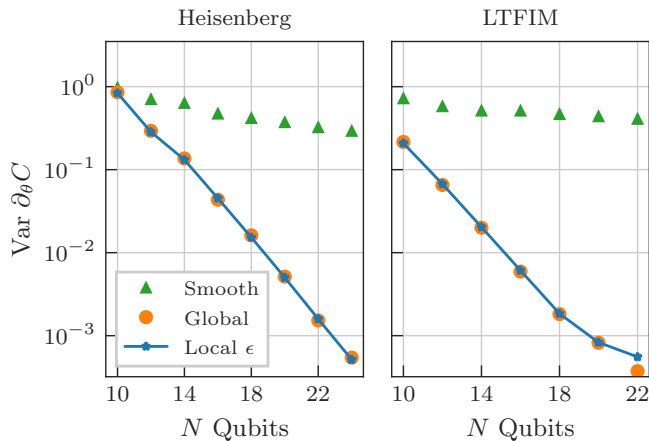 Heisenberg
LTFIM
Var ∂_θ C
10^0
10^{-1}
10^{-2}
10^{-3}
Smooth
Global
Local ϵ
10 14 18 22
10 14 18 22
N Qubits
N Qubits